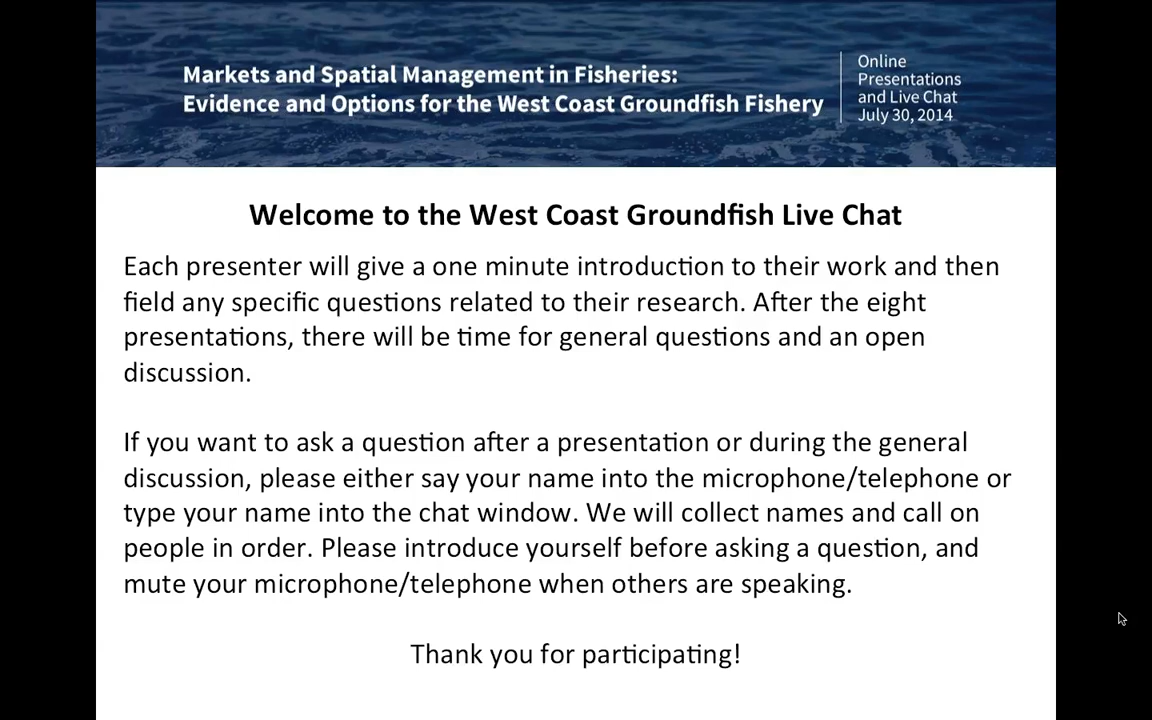 Markets and Spatial Management in Fisheries:
Evidence and Options for the West Coast Groundfish Fishery
Online
Presentations
and Live Chat
July 30, 2014
Welcome to the West Coast Groundfish Live Chat
Each presenter will give a one minute introduction to their work and then
field any specific questions related to their research. After the eight
presentations, there will be time for general questions and an open
discussion.
If you want to ask a question after a presentation or during the general
discussion, please either say your name into the microphone/telephone or
type your name into the chat window. We will collect names and call on
people in order. Please introduce yourself before asking a question, and
mute your microphone/telephone when others are speaking.
Thank you for participating!